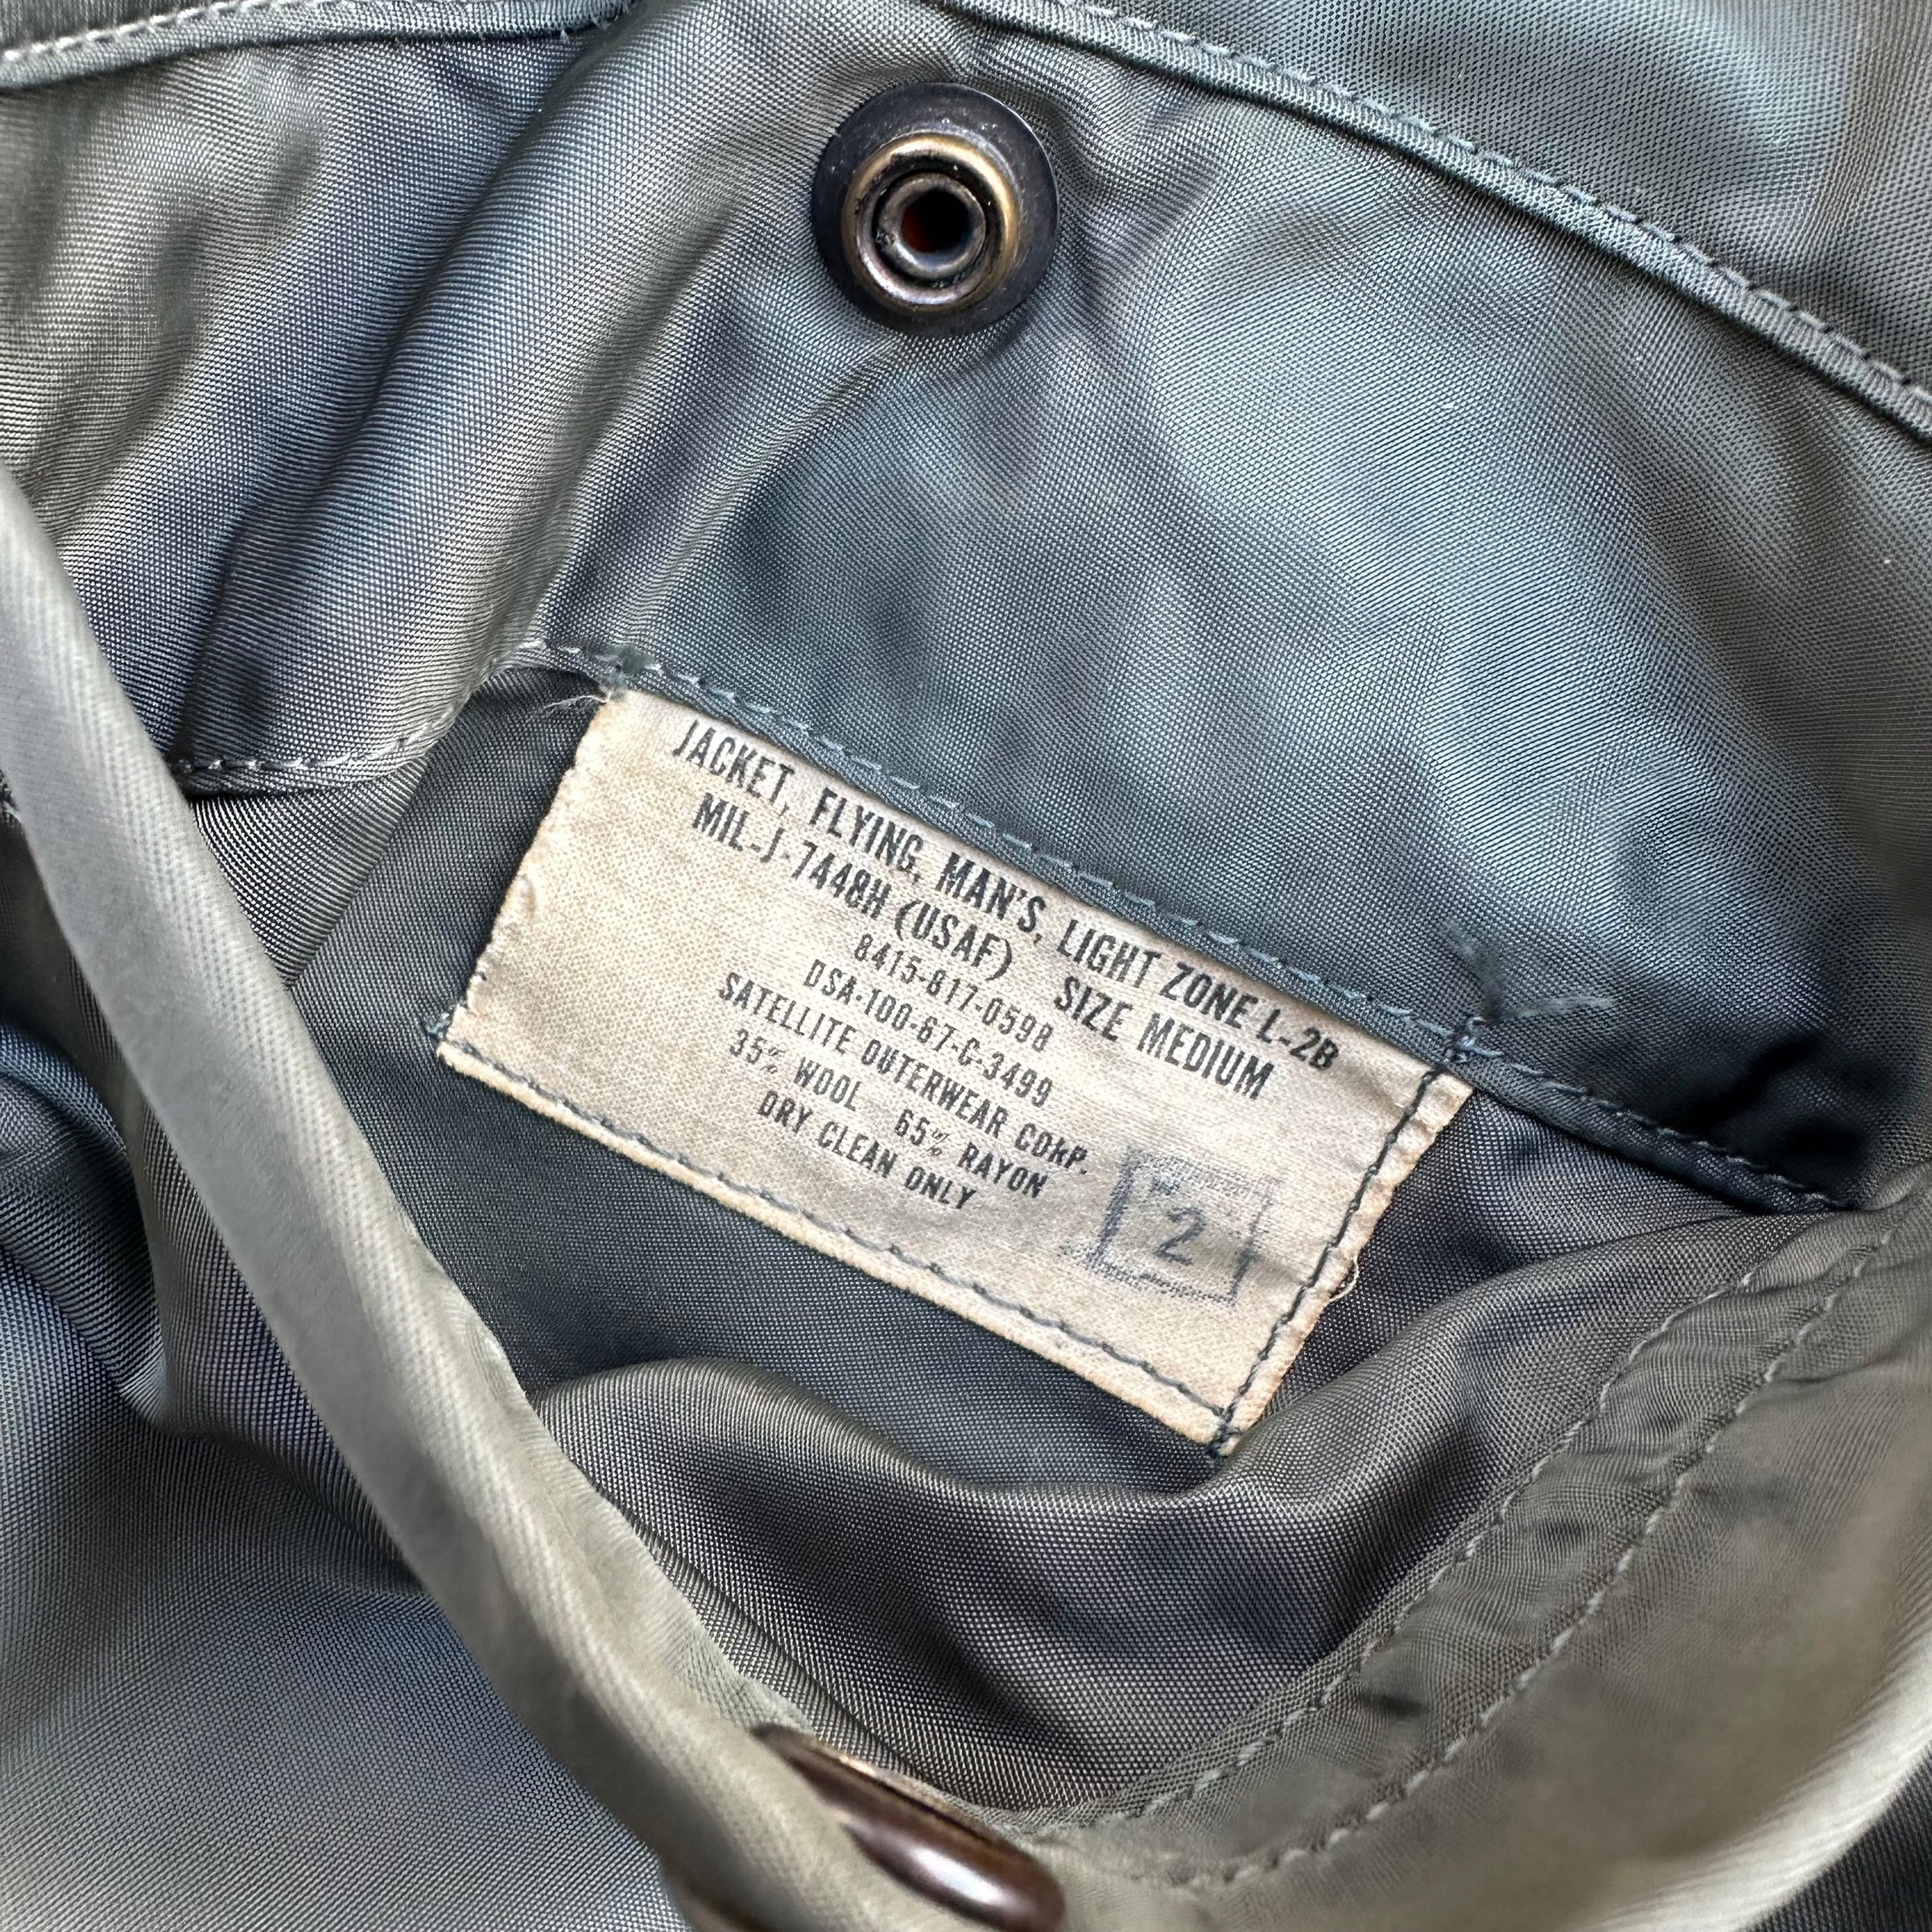 JACKET, FLYING, MAN'S, LIGHT ZONE L-2B
MIL-J-7448H (USAF) SIZE MEDIUM
8415-817-0598
DSA-100-67-C-3499
SATELLITE OUTERWEAR CORP.
35% WOOL 65% RAYON
DRY CLEAN ONLY
2